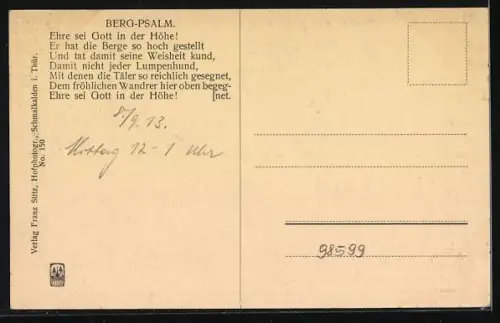 BERG-PSALM.
Ehre sei Gott in der Höhe!
Er hat die Berge so hoch gestellt
Und tat damit seine Weisheit kund,
Damit nicht jeder Lumpenhund,
Mit denen die Täler so reichlich gesegnet,
Dem fröhlichen Wandrer hier oben begeg-
Ehre sei Gott in der Höhe! [net.
5/9 13.
Mittag 12-1 Uhr
Verlag Franz Stitz, Hofphotogr., Schmalkalden i. Thür.
No. 150
98599